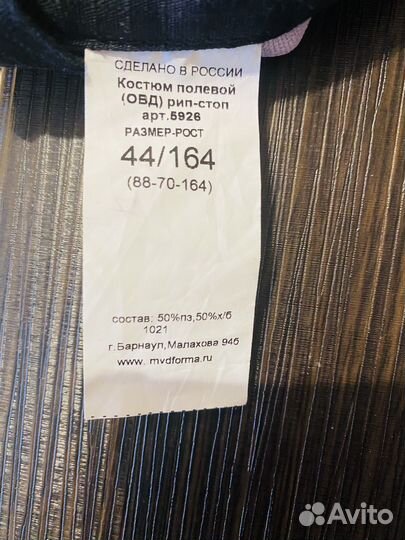 СДЕЛАНО В РОССИИ
Костюм полевой
(ОВД) рип-стоп
арт.5926
РАЗМЕР-РОСТ
44/164
(88-70-164)
состав: 50%пэ,50%х/б
1021
г.Барнаул,Малахова 94б
www. mvdforma.ru
Avito